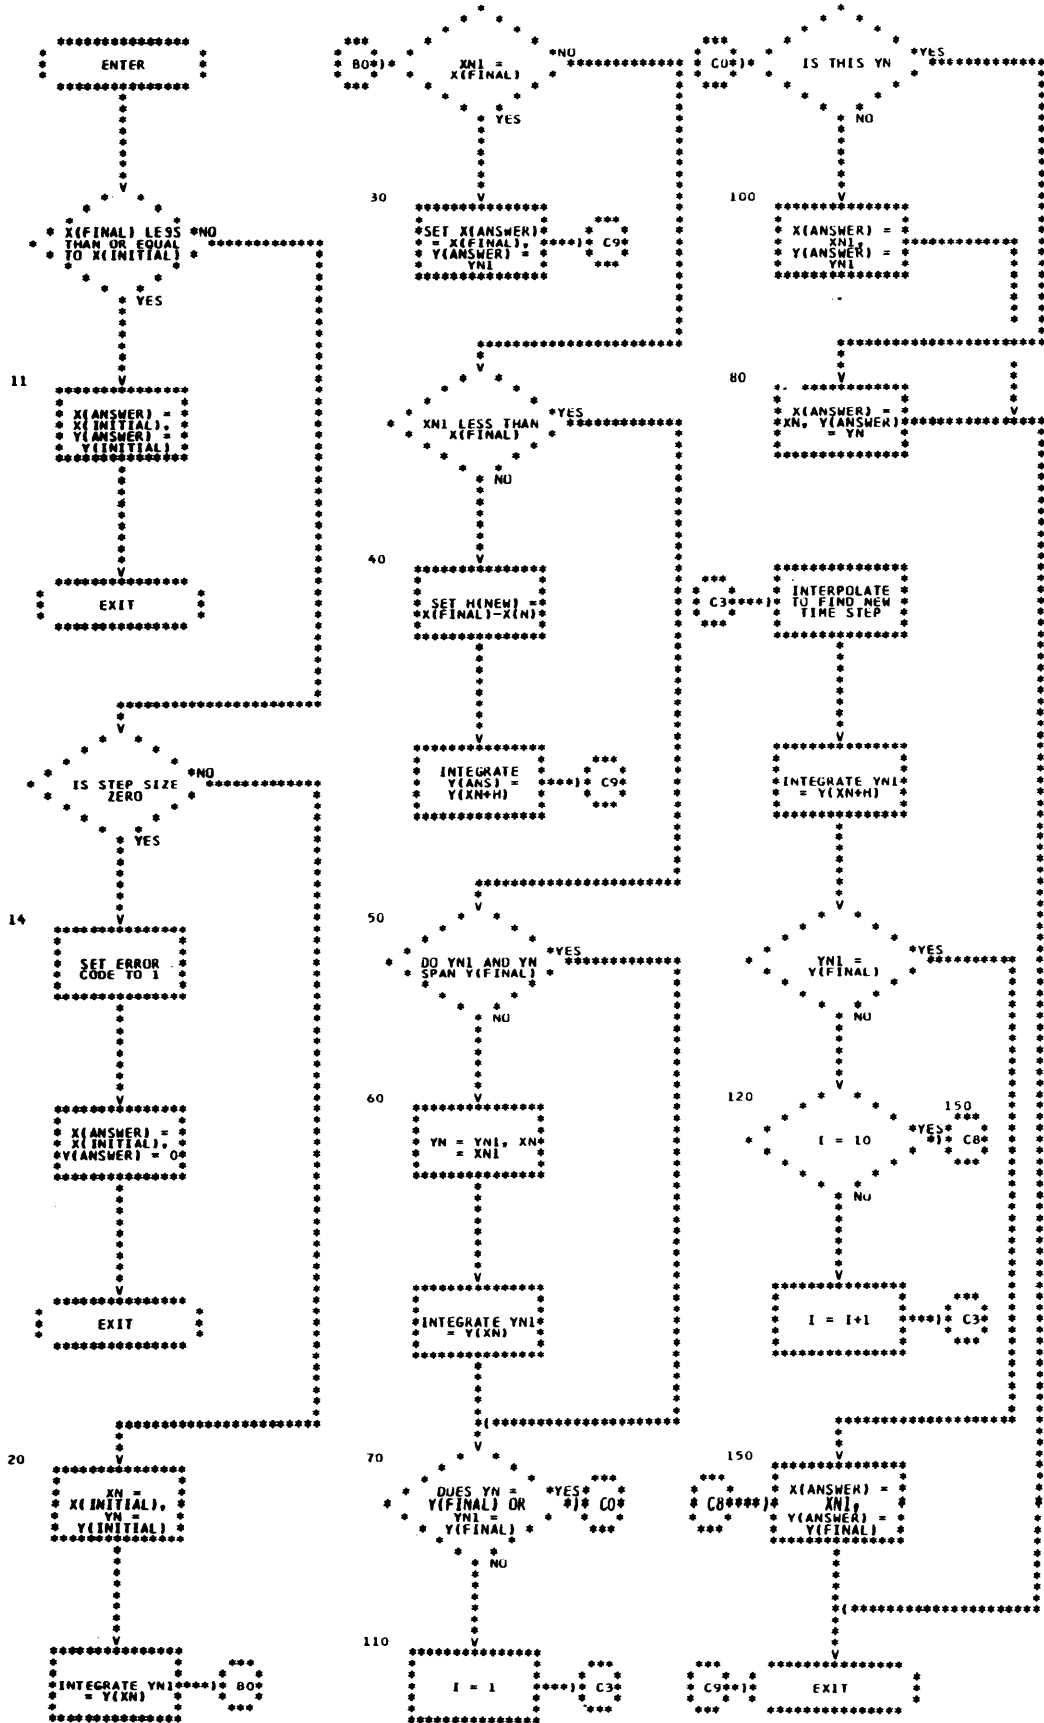 ENTER
X(FINAL) LESS
THAN OR EQUAL
TO X(INITIAL)
NO
YES
11
X(ANSWER) =
X(INITIAL),
Y(ANSWER) =
Y(INITIAL)
EXIT
IS STEP SIZE
ZERO
NO
YES
14
SET ERROR
CODE TO 1
X(ANSWER) =
X(INITIAL),
Y(ANSWER) = 0
EXIT
20
XN =
X(INITIAL),
YN =
Y(INITIAL)
INTEGRATE YN1
= Y(XN)
B0
B0
XN1 =
X(FINAL)
NO
YES
30
SET X(ANSWER)
= X(FINAL),
Y(ANSWER) =
YN1
C9
XN1 LESS THAN
X(FINAL)
YES
NO
40
SET H(NEW) =
X(FINAL)-X(N)
INTEGRATE
Y(ANS) =
Y(XN+H)
C9
50
DO YN1 AND YN
SPAN Y(FINAL)
YES
NO
60
YN = YN1, XN
= XN1
INTEGRATE YN1
= Y(XN)
70
DOES YN =
Y(FINAL) OR
YN1 =
Y(FINAL)
YES
C0
NO
110
I = 1
C3
C0
IS THIS YN
YES
NO
100
X(ANSWER) =
XN1,
Y(ANSWER) =
YN1
80
X(ANSWER) =
XN, Y(ANSWER)
= YN
C3
INTERPOLATE
TO FIND NEW
TIME STEP
INTEGRATE YN1
= Y(XN+H)
YN1 =
Y(FINAL)
YES
NO
120
I = 10
YES
150
C8
NO
I = I+1
C3
150
C8
X(ANSWER) =
XN1,
Y(ANSWER) =
Y(FINAL)
C9
EXIT